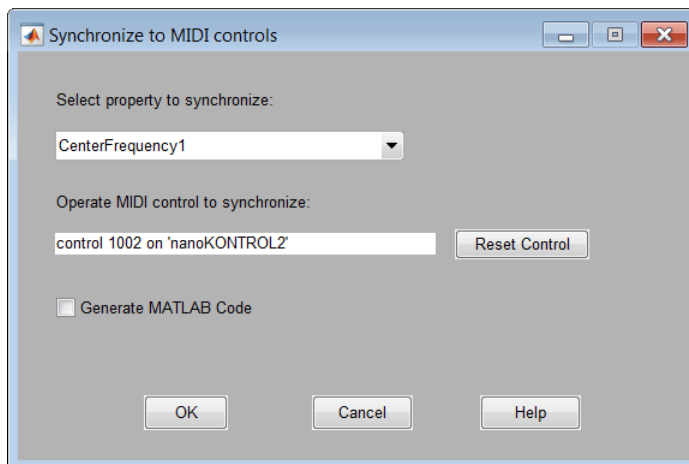 Synchronize to MIDI controls
Select property to synchronize:
CenterFrequency1
Operate MIDI control to synchronize:
control 1002 on 'nanoKONTROL2'
Reset Control
Generate MATLAB Code
OK
Cancel
Help